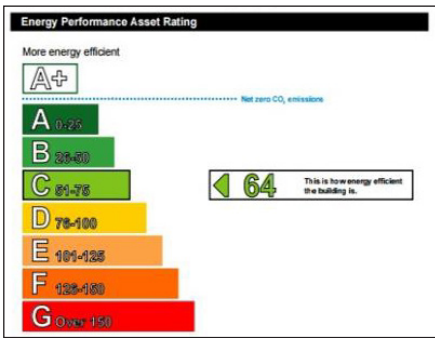 Energy Performance Asset Rating
More energy efficient
A+
Net zero CO₂ emissions
A 0-25
B 26-50
C 51-75
64 This is how energy efficient
the building is.
D 76-100
E 101-125
F 126-150
G Over 150